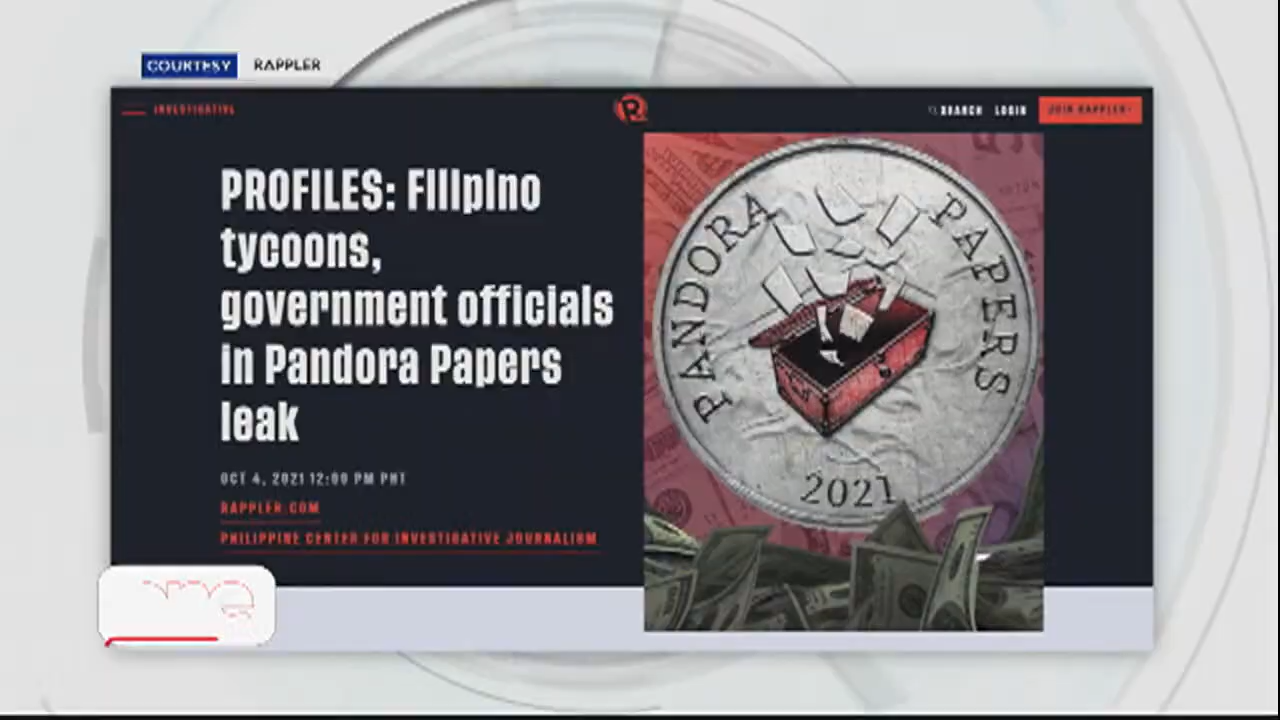 COURTESY RAPPLER
INVESTIGATIVE
R
SEARCH LOGIN JOIN RAPPLER+
PROFILES: Filipino
tycoons,
government officials
in Pandora Papers
leak
OCT 4, 2021 12:00 PM PHT
RAPPLER.COM
PHILIPPINE CENTER FOR INVESTIGATIVE JOURNALISM
PANDORA PAPERS
2021